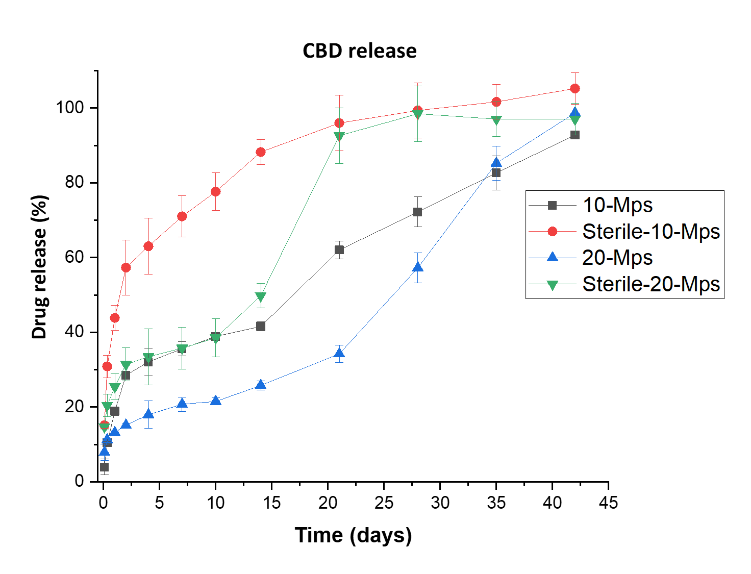 CBD release
Drug release (%)
100
80
60
40
20
0
0 5 10 15 20 25 30 35 40 45
Time (days)
10-Mps
Sterile-10-Mps
20-Mps
Sterile-20-Mps